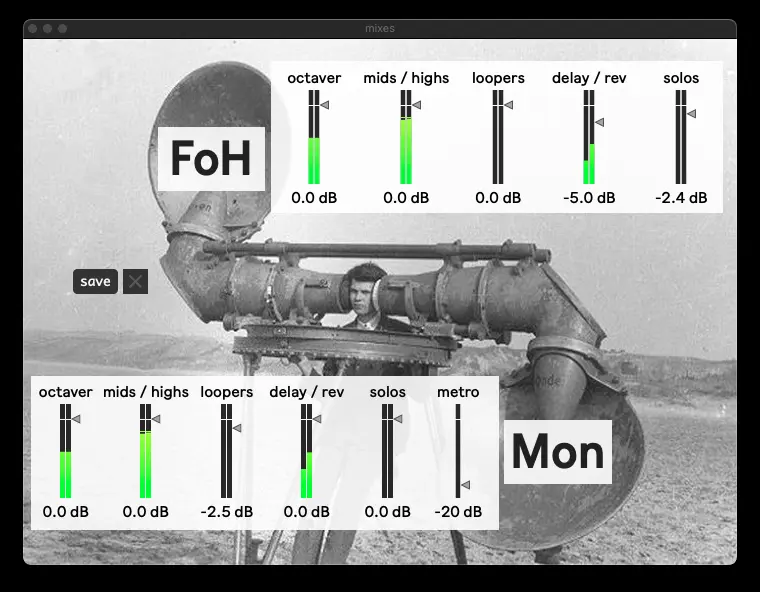 mixes
octaver mids / highs loopers delay / rev solos
FoH
0.0 dB 0.0 dB 0.0 dB -5.0 dB -2.4 dB
save
octaver mids / highs loopers delay / rev solos metro
Mon
0.0 dB 0.0 dB -2.5 dB 0.0 dB 0.0 dB -20 dB